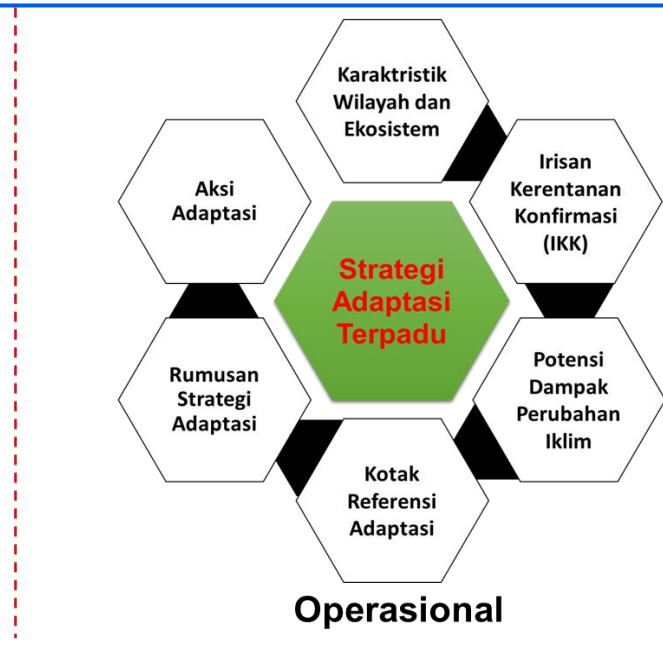 Karaktristik
Wilayah dan
Ekosistem
Irisan
Kerentanan
Konfirmasi
(IKK)
Potensi
Dampak
Perubahan
Iklim
Kotak
Referensi
Adaptasi
Rumusan
Strategi
Adaptasi
Aksi
Adaptasi
Strategi
Adaptasi
Terpadu
Operasional